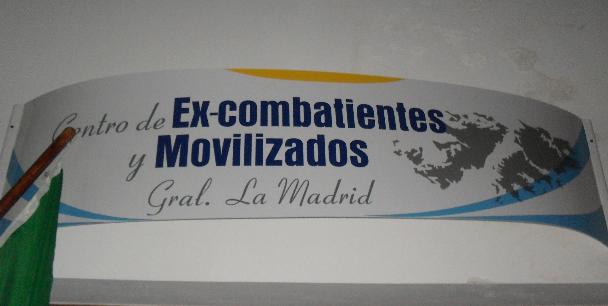 Centro de Ex-combatientes
y Movilizados
Gral. La Madrid